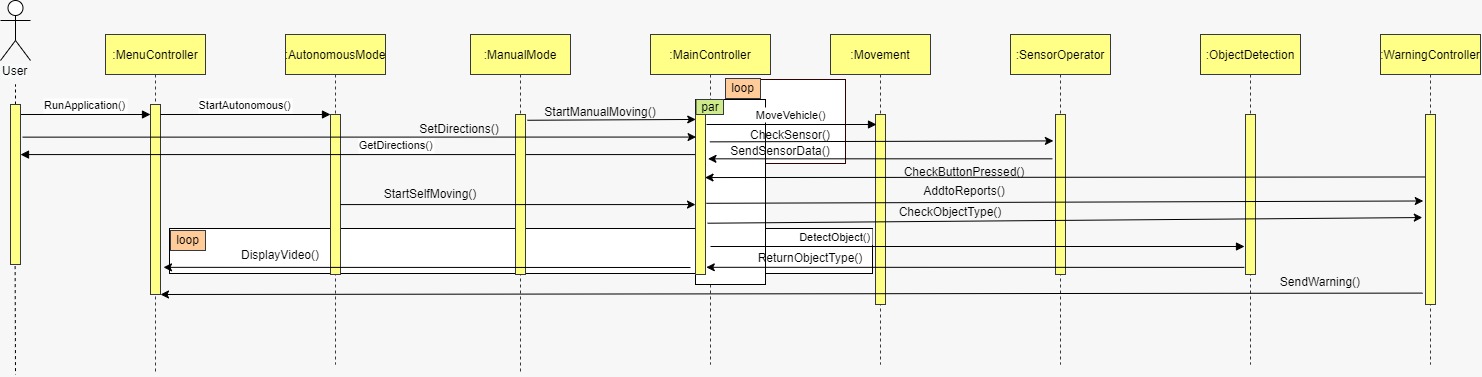 User
:MenuController
:AutonomousMode
:ManualMode
:MainController
:Movement
:SensorOperator
:ObjectDetection
:WarningController
loop
par
RunApplication()
StartAutonomous()
StartManualMoving()
MoveVehicle()
SetDirections()
CheckSensor()
GetDirections()
SendSensorData()
CheckButtonPressed()
StartSelfMoving()
AddtoReports()
CheckObjectType()
loop
DetectObject()
DisplayVideo()
ReturnObjectType()
SendWarning()